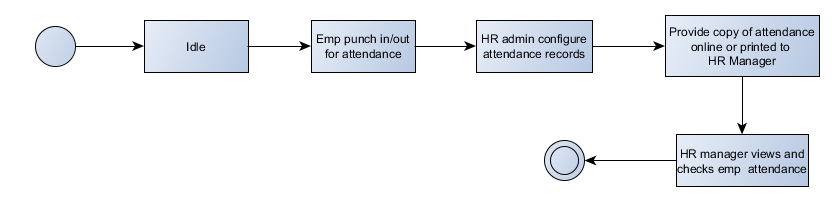 Idle
Emp punch in/out
for attendance
HR admin configure
attendance records
Provide copy of attendance
online or printed to
HR Manager
HR manager views and
checks emp  attendance